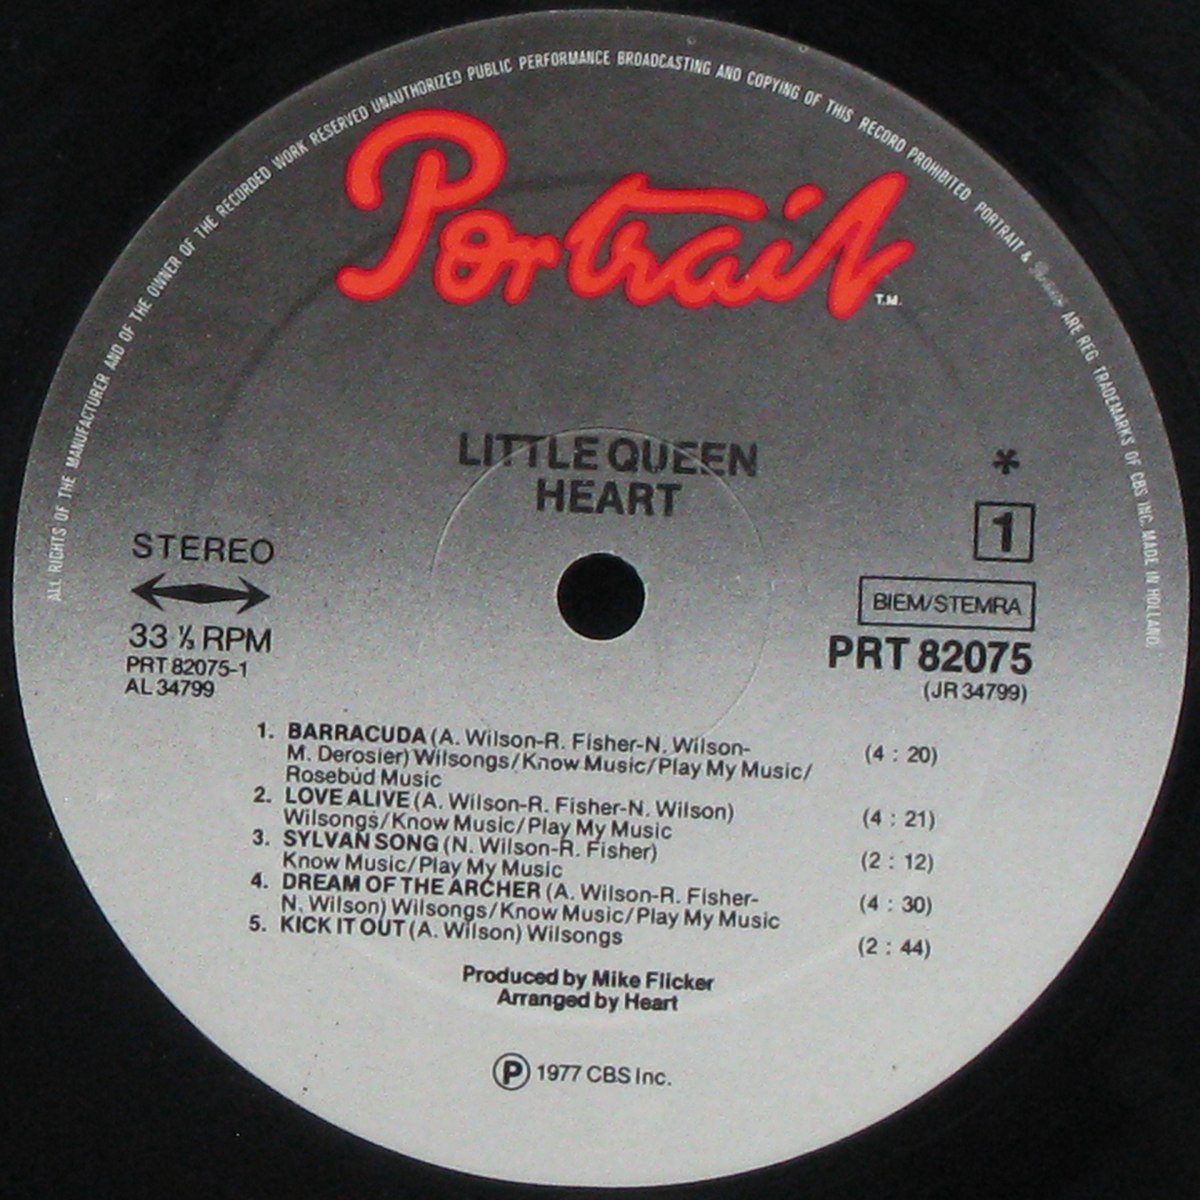 ALL RIGHTS OF THE MANUFACTURER AND OF THE OWNER OF THE RECORDED WORK RESERVED UNAUTHORIZED PUBLIC PERFORMANCE BROADCASTING AND COPYING OF THIS RECORD PROHIBITED PORTRAIT & ARE REG. TRADEMARKS OF CBS INC. MADE IN HOLLAND.
Portrait
T.M.
LITTLE QUEEN
HEART
*
1
STEREO
33 ⅓ RPM
PRT 82075-1
AL 34799
BIEM/STEMRA
PRT 82075
(JR 34799)
1. BARRACUDA (A. Wilson-R. Fisher-N. Wilson-
M. Derosier) Wilsongs/Know Music/Play My Music/ (4 : 20)
Rosebud Music
2. LOVE ALIVE (A. Wilson-R. Fisher-N. Wilson)
Wilsongs/Know Music/Play My Music (4 : 21)
3. SYLVAN SONG (N. Wilson-R. Fisher)
Know Music/Play My Music (2 : 12)
4. DREAM OF THE ARCHER (A. Wilson-R. Fisher-
N. Wilson) Wilsongs/Know Music/Play My Music (4 : 30)
5. KICK IT OUT (A. Wilson) Wilsongs (2 : 44)
Produced by Mike Flicker
Arranged by Heart
Ⓟ 1977 CBS Inc.